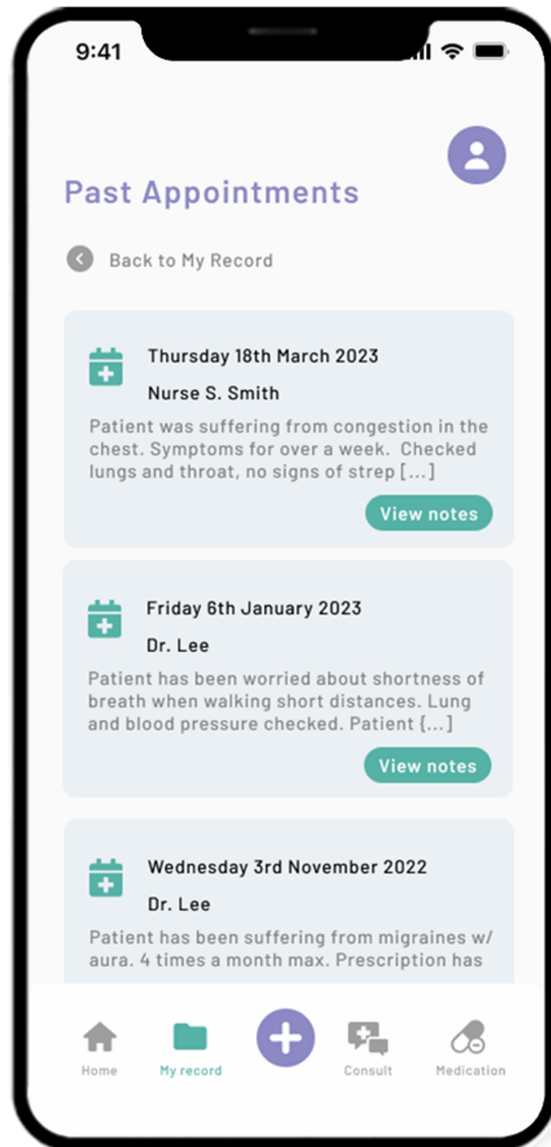 9:41
Past Appointments
Back to My Record
Thursday 18th March 2023
Nurse S. Smith
Patient was suffering from congestion in the
chest. Symptoms for over a week. Checked
lungs and throat, no signs of strep [...]
View notes
Friday 6th January 2023
Dr. Lee
Patient has been worried about shortness of
breath when walking short distances. Lung
and blood pressure checked. Patient {...]
View notes
Wednesday 3rd November 2022
Dr. Lee
Patient has been suffering from migraines w/
aura. 4 times a month max. Prescription has
Home
My record
Consult
Medication